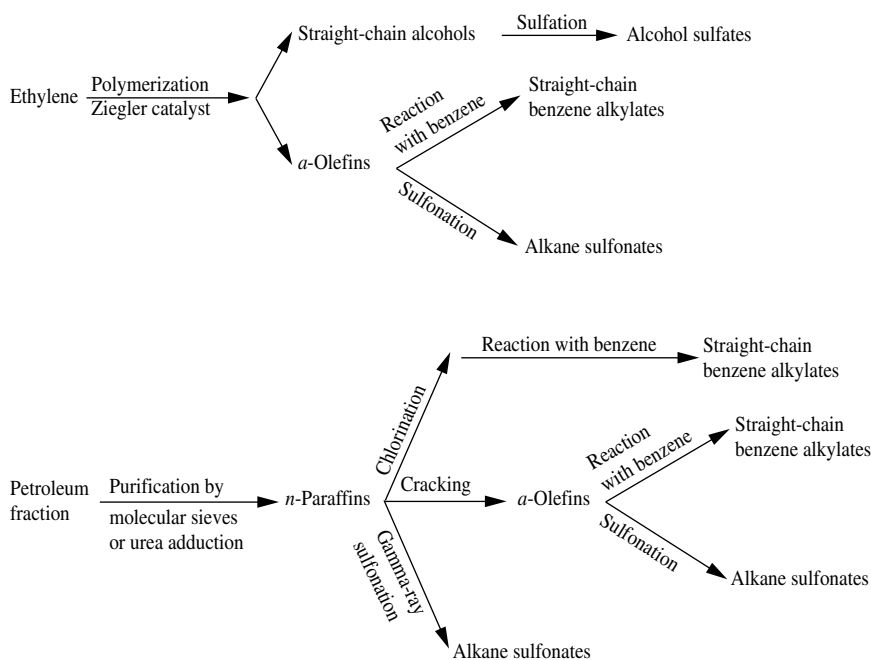 Straight-chain alcohols
Sulfation
Alcohol sulfates
Ethylene
Polymerization
Ziegler catalyst
Reaction
with benzene
Straight-chain
benzene alkylates
a-Olefins
Sulfonation
Alkane sulfonates
Reaction with benzene
Straight-chain
benzene alkylates
Chlorination
Reaction
with benzene
Straight-chain
benzene alkylates
Petroleum
fraction
Purification by
molecular sieves
or urea adduction
n-Paraffins
Cracking
a-Olefins
Sulfonation
Alkane sulfonates
Gamma-ray
sulfonation
Alkane sulfonates